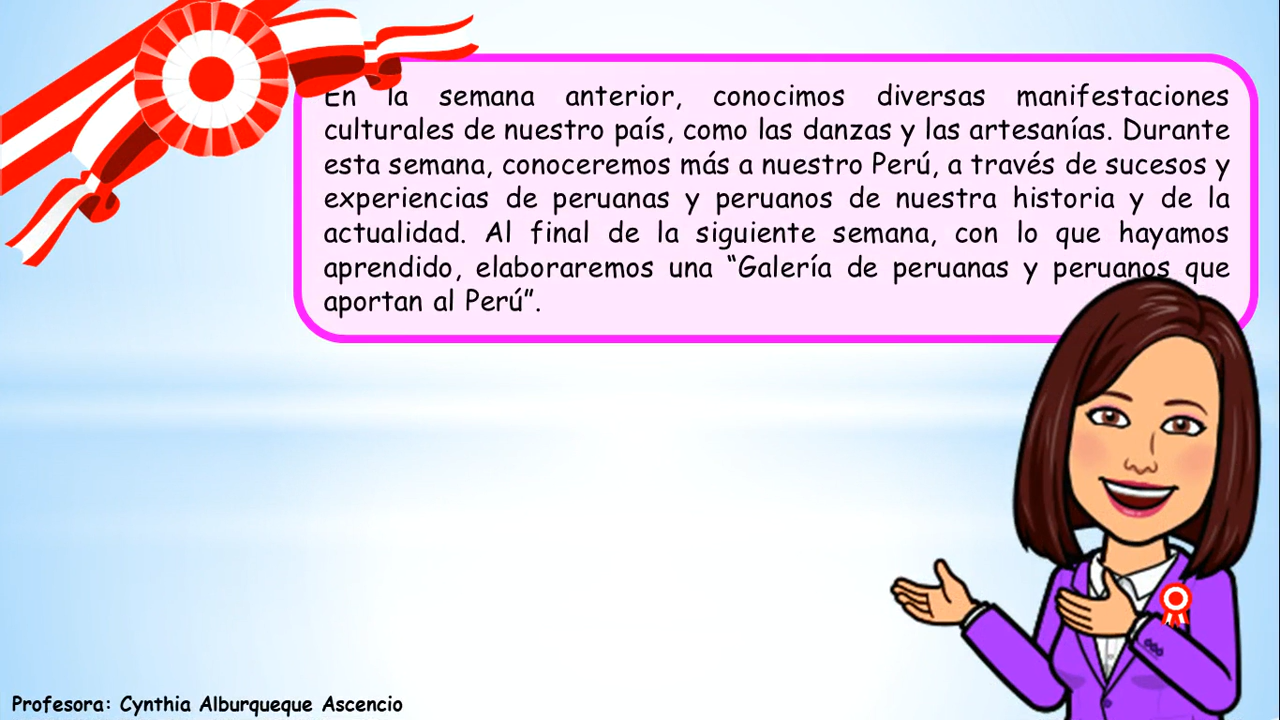 En la semana anterior, conocimos diversas manifestaciones
culturales de nuestro país, como las danzas y las artesanías. Durante
esta semana, conoceremos más a nuestro Perú, a través de sucesos y
experiencias de peruanas y peruanos de nuestra historia y de la
actualidad. Al final de la siguiente semana, con lo que hayamos
aprendido, elaboraremos una “Galería de peruanas y peruanos que
aportan al Perú”.
Profesora: Cynthia Alburqueque Ascencio